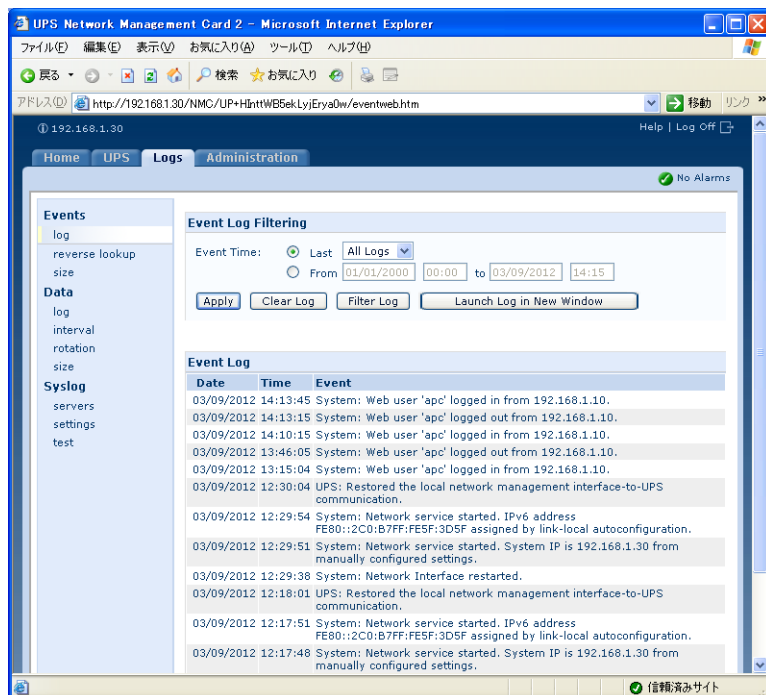 UPS Network Management Card 2 - Microsoft Internet Explorer
ファイル(F) 編集(E) 表示(V) お気に入り(A) ツール(T) ヘルプ(H)
戻る 検索 お気に入り
アドレス(D) http://192.168.1.30/NMC/UP+HInttWB5ekLyjErya0w/eventweb.htm 移動 リンク »
192.168.1.30 Help | Log Off
Home UPS Logs Administration
No Alarms
Events
log
reverse lookup
size
Data
log
interval
rotation
size
Syslog
servers
settings
test
Event Log Filtering
Event Time: Last All Logs
From 01/01/2000 00:00 to 03/09/2012 14:15
Apply Clear Log Filter Log Launch Log in New Window
Event Log
Date Time Event
03/09/2012 14:13:45 System: Web user 'apc' logged in from 192.168.1.10.
03/09/2012 14:13:15 System: Web user 'apc' logged out from 192.168.1.10.
03/09/2012 14:10:15 System: Web user 'apc' logged in from 192.168.1.10.
03/09/2012 13:46:05 System: Web user 'apc' logged out from 192.168.1.10.
03/09/2012 13:15:04 System: Web user 'apc' logged in from 192.168.1.10.
03/09/2012 12:30:04 UPS: Restored the local network management interface-to-UPS
communication.
03/09/2012 12:29:54 System: Network service started. IPv6 address
FE80::2C0:B7FF:FE5F:3D5F assigned by link-local autoconfiguration.
03/09/2012 12:29:51 System: Network service started. System IP is 192.168.1.30 from
manually configured settings.
03/09/2012 12:29:38 System: Network Interface restarted.
03/09/2012 12:18:01 UPS: Restored the local network management interface-to-UPS
communication.
03/09/2012 12:17:51 System: Network service started. IPv6 address
FE80::2C0:B7FF:FE5F:3D5F assigned by link-local autoconfiguration.
03/09/2012 12:17:48 System: Network service started. System IP is 192.168.1.30 from
manually configured settings.
信頼済みサイト